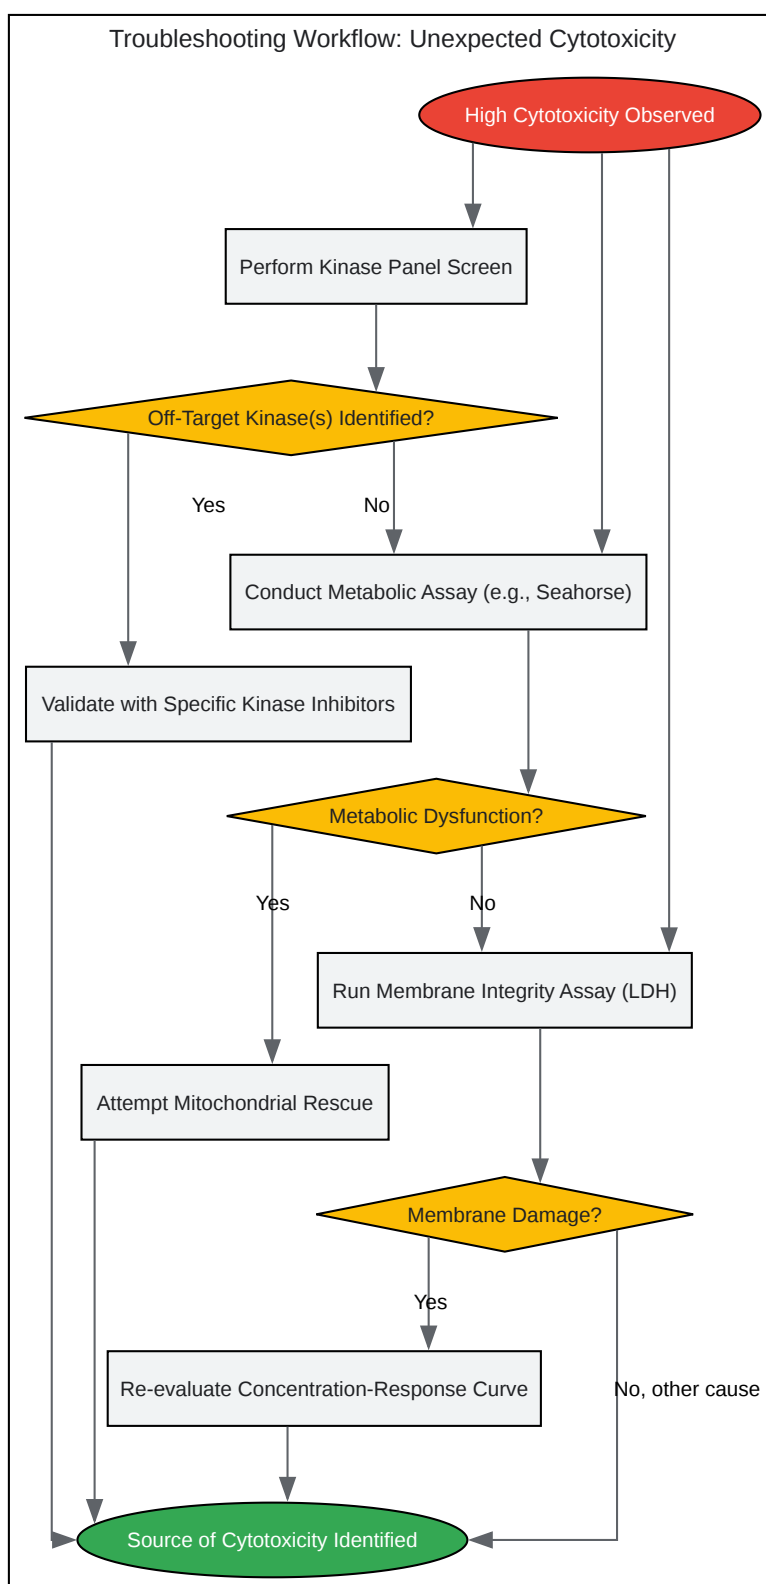 Troubleshooting Workflow: Unexpected Cytotoxicity
High Cytotoxicity Observed
Perform Kinase Panel Screen
Off-Target Kinase(s) Identified?
Yes
No
Conduct Metabolic Assay (e.g., Seahorse)
Validate with Specific Kinase Inhibitors
Metabolic Dysfunction?
Yes
No
Run Membrane Integrity Assay (LDH)
Attempt Mitochondrial Rescue
Membrane Damage?
Yes
Re-evaluate Concentration-Response Curve
No, other cause
Source of Cytotoxicity Identified